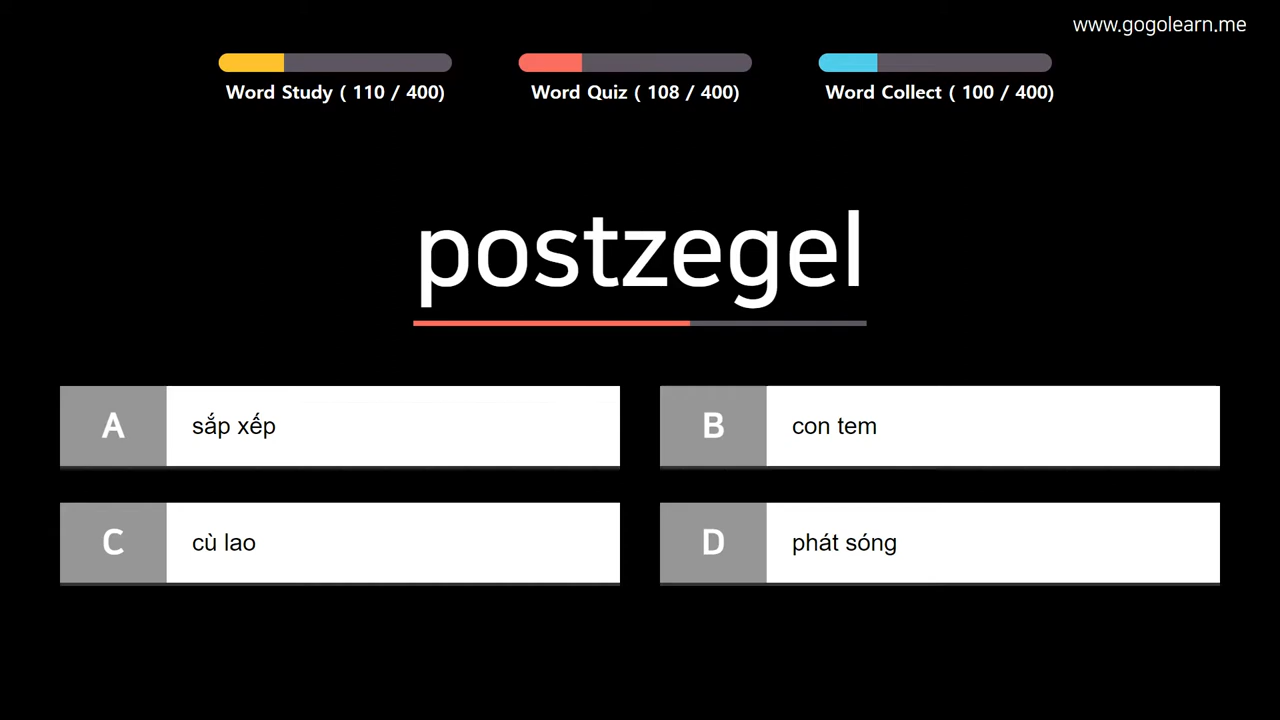 www.gogolearn.me
Word Study ( 110 / 400)
Word Quiz ( 108 / 400)
Word Collect ( 100 / 400)
postzegel
A sắp xếp
B con tem
C cù lao
D phát sóng